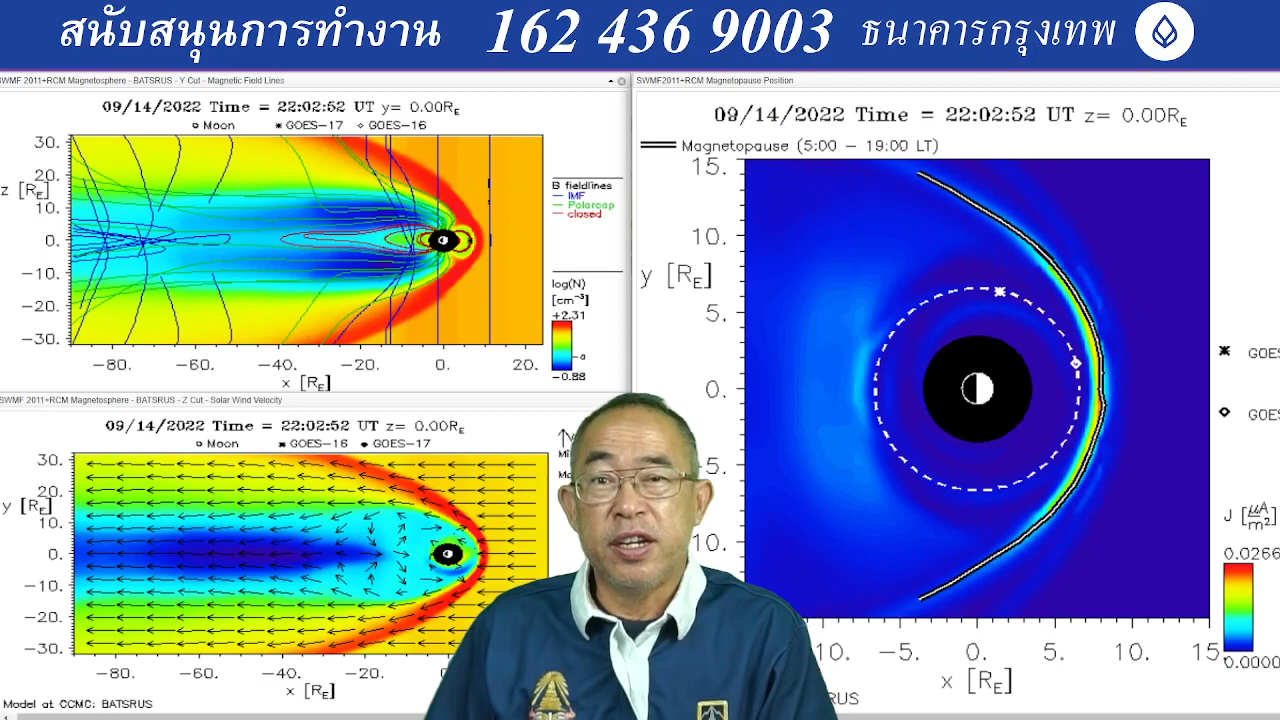 สนับสนุนการทำงาน 162 436 9003 ธนาคารกรุงเทพ
SWMF 2011+RCM Magnetosphere - BATSRUS - Y Cut - Magnetic Field Lines
09/14/2022 Time = 22:02:52 UT y= 0.00RE
Moon GOES-17 GOES-16
30.
20.
10.
0.
-10.
-20.
-30.
z [RE]
-80. -60. -40. -20. 0. 20.
x [RE]
B fieldlines
IMF
Polarcap
closed
log(N)
[cm-3]
+2.31
-0.88
SWMF 2011+RCM Magnetosphere - BATSRUS - Z Cut - Solar Wind Velocity
09/14/2022 Time = 22:02:52 UT z= 0.00RE
Moon GOES-16 GOES-17
30.
20.
10.
0.
-10.
-20.
-30.
y [RE]
-80. -60. -40. -20.
x [RE]
Model at CCMC: BATSRUS
SWMF2011+RCM Magnetopause Position
09/14/2022 Time = 22:02:52 UT z= 0.00RE
Magnetopause (5:00 - 19:00 LT)
15.
10.
5.
0.
-5.
10.
y [RE]
10. -5. 0. 5. 10. 15.
x [RE]
GOES
GOES
J [μA/m2]
0.0266
0.0000
RUS